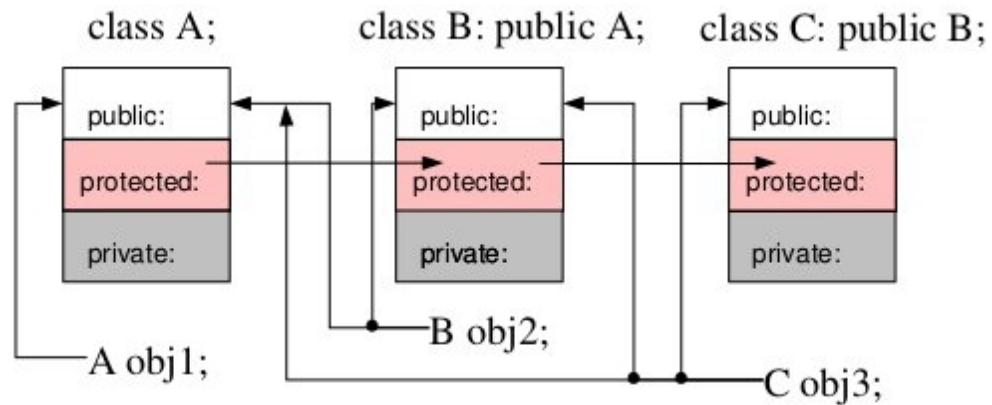 class A;
class B: public A;
class C: public B;
public:
public:
public:
protected:
protected:
protected:
private:
private:
private:
B obj2;
A obj1;
C obj3;